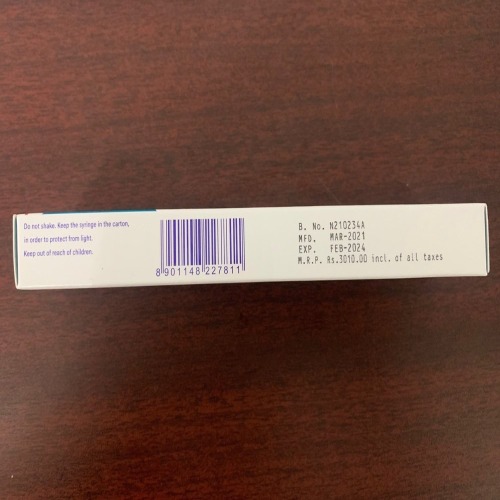 Do not shake. Keep the syringe in the carton,
in order to protect from light.
Keep out of reach of children.
8 901148 227811
B. No. N210234A
MFD. MAR-2021
EXP. FEB-2024
M.R.P. Rs.3010.00 incl. of all taxes